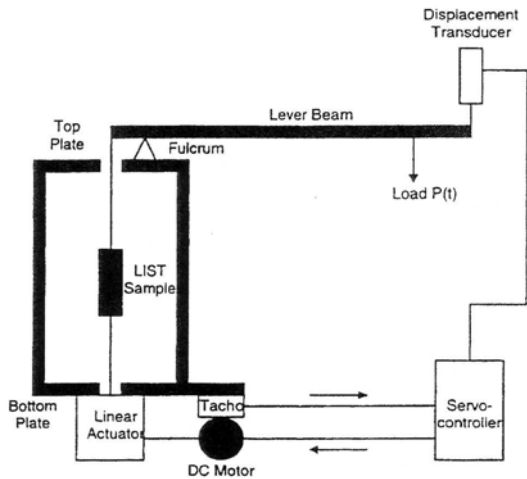 Displacement
Transducer
Lever Beam
Top
Plate
Fulcrum
Load P(t)
LIST
Sample
Bottom
Plate
Linear
Actuator
Tacho
DC Motor
Servo-
controller